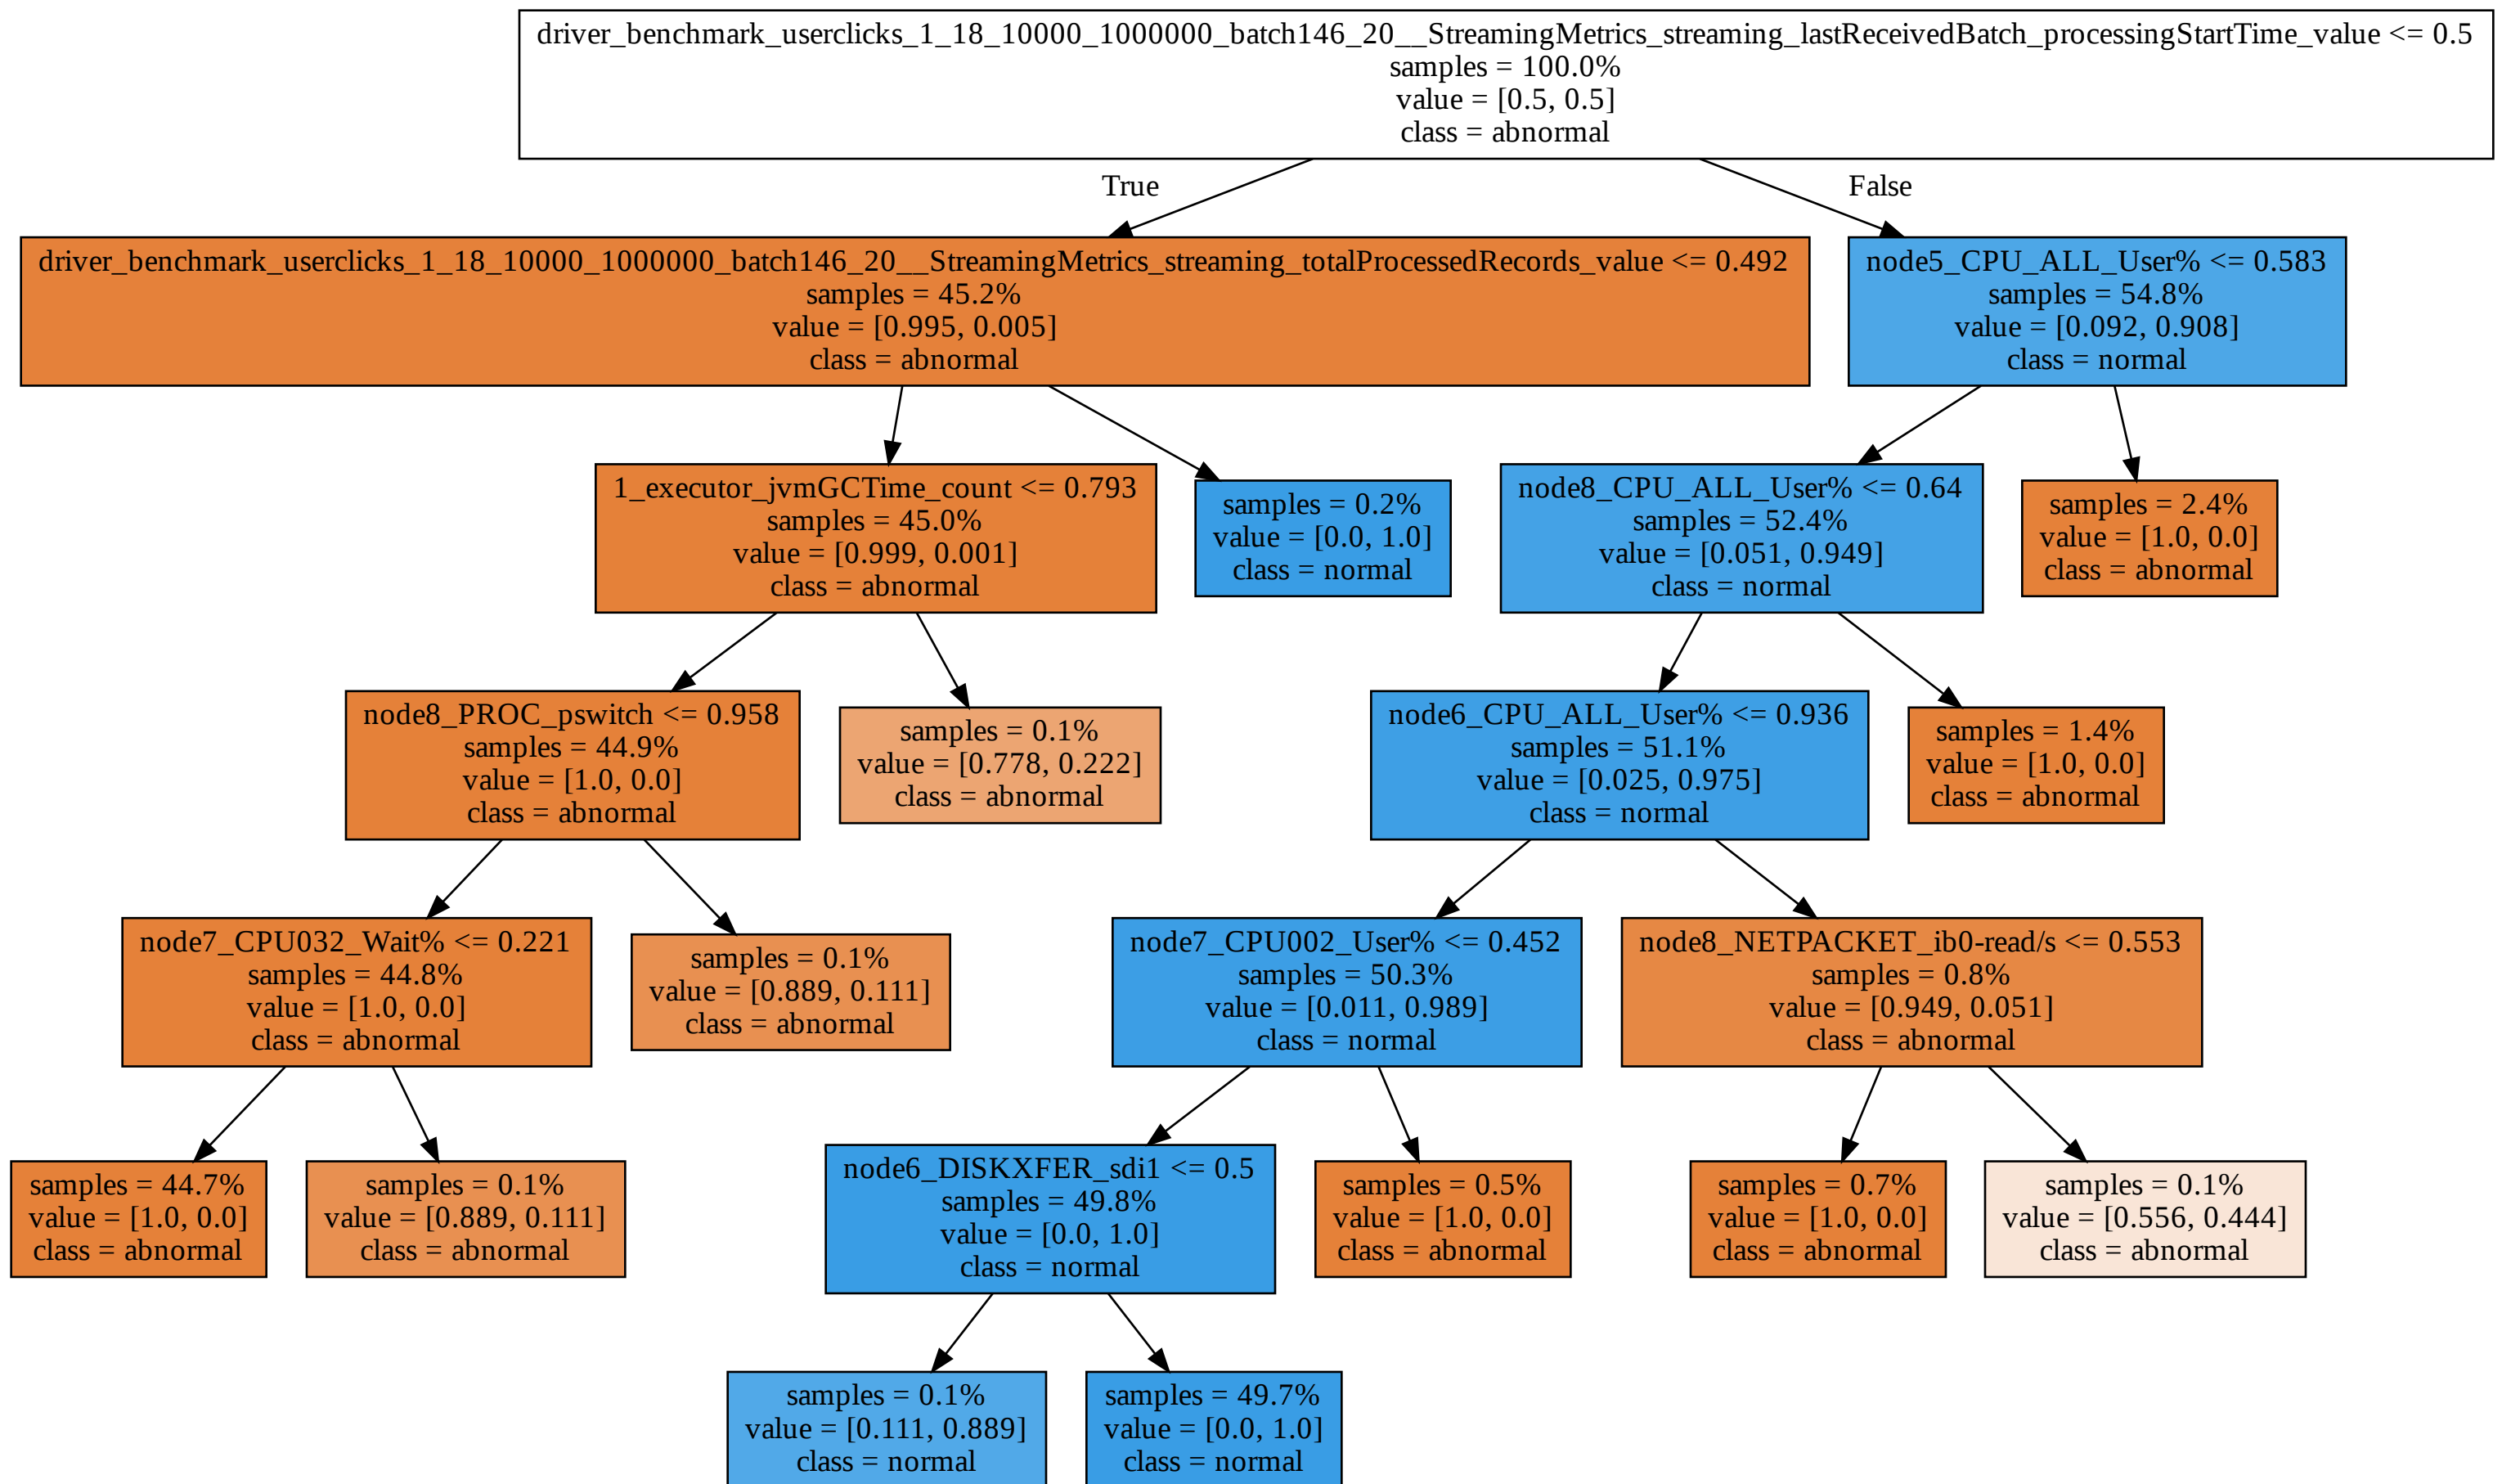 driver_benchmark_userclicks_1_18_10000_1000000_batch146_20__StreamingMetrics_streaming_lastReceivedBatch_processingStartTime_value <= 0.5
samples = 100.0%
value = [0.5, 0.5]
class = abnormal
True
False
driver_benchmark_userclicks_1_18_10000_1000000_batch146_20__StreamingMetrics_streaming_totalProcessedRecords_value <= 0.492
samples = 45.2%
value = [0.995, 0.005]
class = abnormal
node5_CPU_ALL_User% <= 0.583
samples = 54.8%
value = [0.092, 0.908]
class = normal
1_executor_jvmGCTime_count <= 0.793
samples = 45.0%
value = [0.999, 0.001]
class = abnormal
samples = 0.2%
value = [0.0, 1.0]
class = normal
node8_CPU_ALL_User% <= 0.64
samples = 52.4%
value = [0.051, 0.949]
class = normal
samples = 2.4%
value = [1.0, 0.0]
class = abnormal
node8_PROC_pswitch <= 0.958
samples = 44.9%
value = [1.0, 0.0]
class = abnormal
samples = 0.1%
value = [0.778, 0.222]
class = abnormal
node6_CPU_ALL_User% <= 0.936
samples = 51.1%
value = [0.025, 0.975]
class = normal
samples = 1.4%
value = [1.0, 0.0]
class = abnormal
node7_CPU032_Wait% <= 0.221
samples = 44.8%
value = [1.0, 0.0]
class = abnormal
samples = 0.1%
value = [0.889, 0.111]
class = abnormal
node7_CPU002_User% <= 0.452
samples = 50.3%
value = [0.011, 0.989]
class = normal
node8_NETPACKET_ib0-read/s <= 0.553
samples = 0.8%
value = [0.949, 0.051]
class = abnormal
samples = 44.7%
value = [1.0, 0.0]
class = abnormal
samples = 0.1%
value = [0.889, 0.111]
class = abnormal
node6_DISKXFER_sdi1 <= 0.5
samples = 49.8%
value = [0.0, 1.0]
class = normal
samples = 0.5%
value = [1.0, 0.0]
class = abnormal
samples = 0.7%
value = [1.0, 0.0]
class = abnormal
samples = 0.1%
value = [0.556, 0.444]
class = abnormal
samples = 0.1%
value = [0.111, 0.889]
class = normal
samples = 49.7%
value = [0.0, 1.0]
class = normal